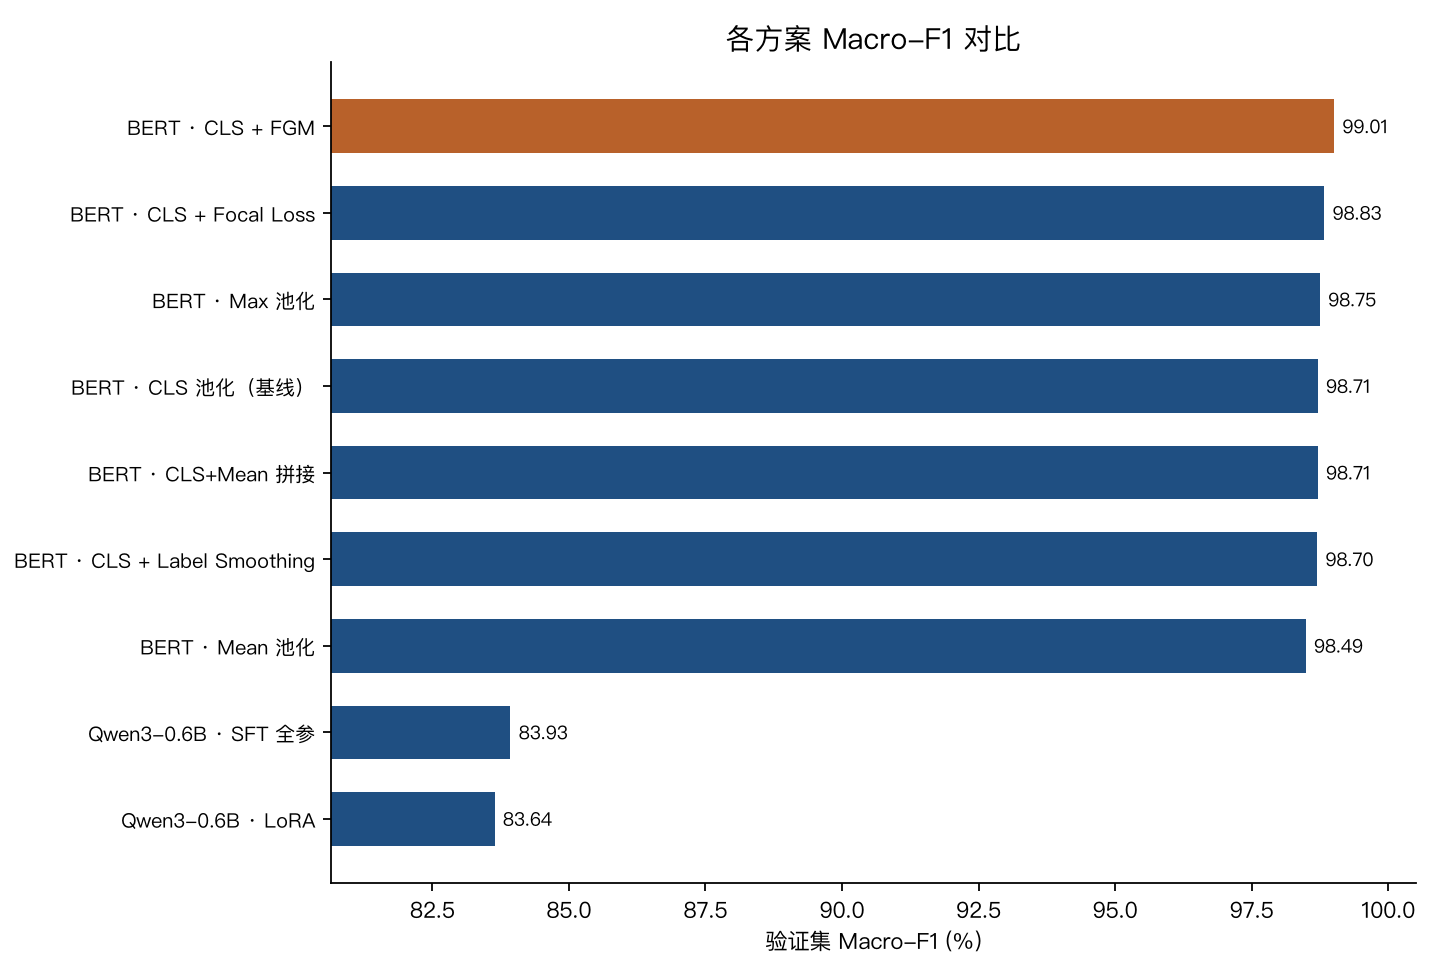 各方案 Macro-F1 对比
BERT · CLS + FGM
99.01
BERT · CLS + Focal Loss
98.83
BERT · Max 池化
98.75
BERT · CLS 池化（基线）
98.71
BERT · CLS+Mean 拼接
98.71
BERT · CLS + Label Smoothing
98.70
BERT · Mean 池化
98.49
Qwen3-0.6B · SFT 全参
83.93
Qwen3-0.6B · LoRA
83.64
82.5 85.0 87.5 90.0 92.5 95.0 97.5 100.0
验证集 Macro-F1 (%)